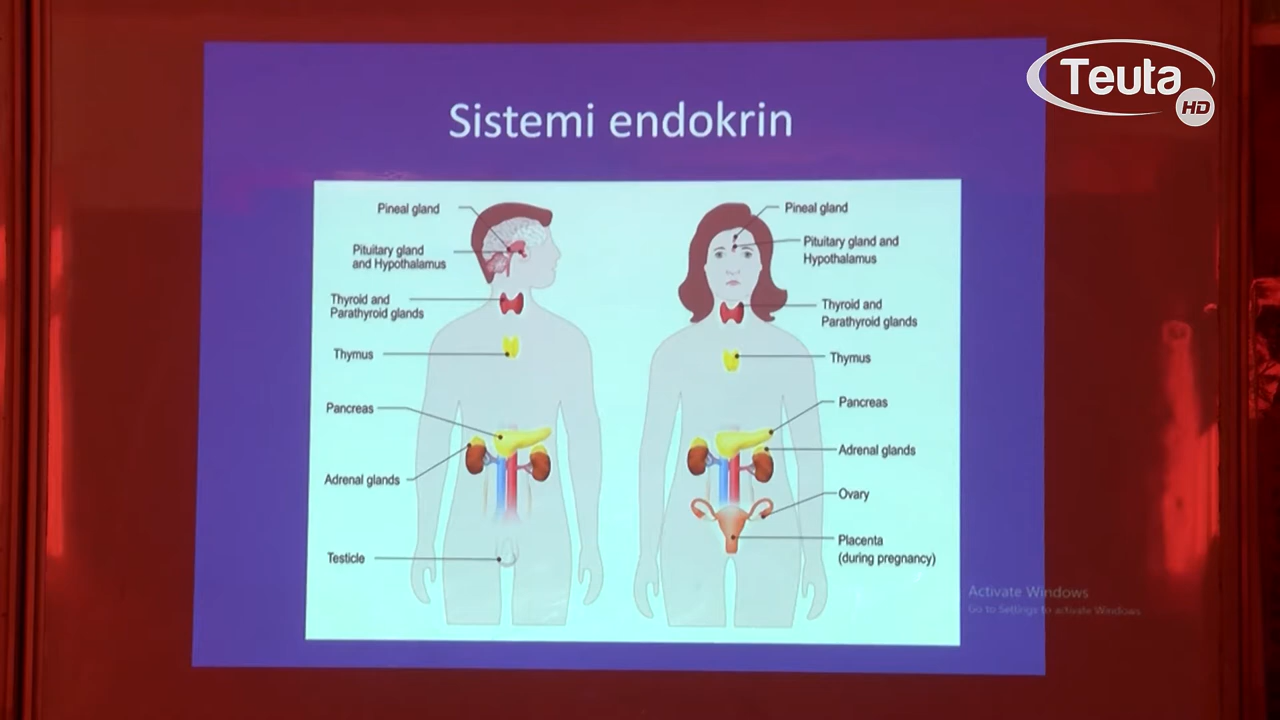 Teuta
HD
Sistemi endokrin
Pineal gland
Pituitary gland
and Hypothalamus
Thyroid and
Parathyroid glands
Thymus
Pancreas
Adrenal glands
Testicle
Pineal gland
Pituitary gland and
Hypothalamus
Thyroid and
Parathyroid glands
Thymus
Pancreas
Adrenal glands
Ovary
Placenta
(during pregnancy)
Activate Windows
Go to Settings to activate Windows